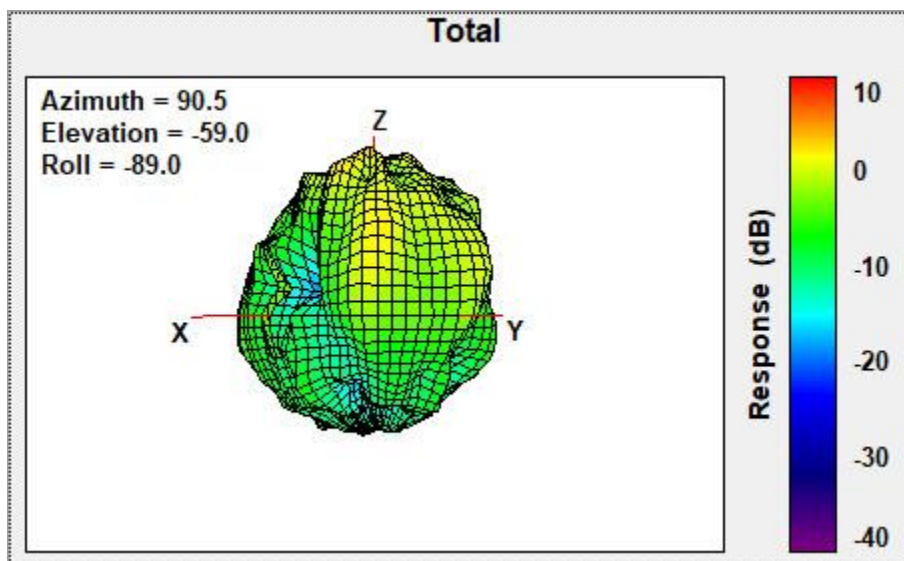 Total
Azimuth = 90.5
Elevation = -59.0
Roll = -89.0
Z
X
Y
Response (dB)
10
0
-10
-20
-30
-40